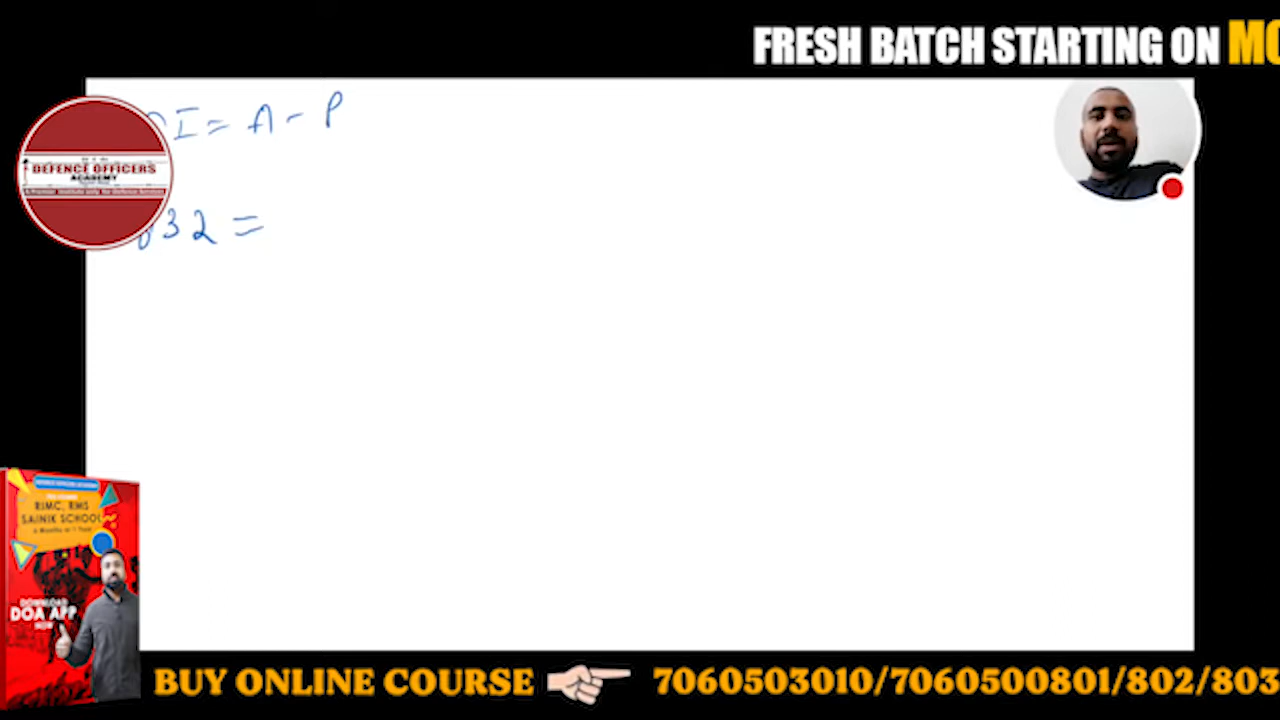 FRESH BATCH STARTING ON MO
I = A - P
DEFENCE OFFICERS
ACADEMY
32 =
RIMC, RMS
SAINIK SCHOOL
DOWNLOAD
DOA APP
NOW
BUY ONLINE COURSE 7060503010/7060500801/802/803